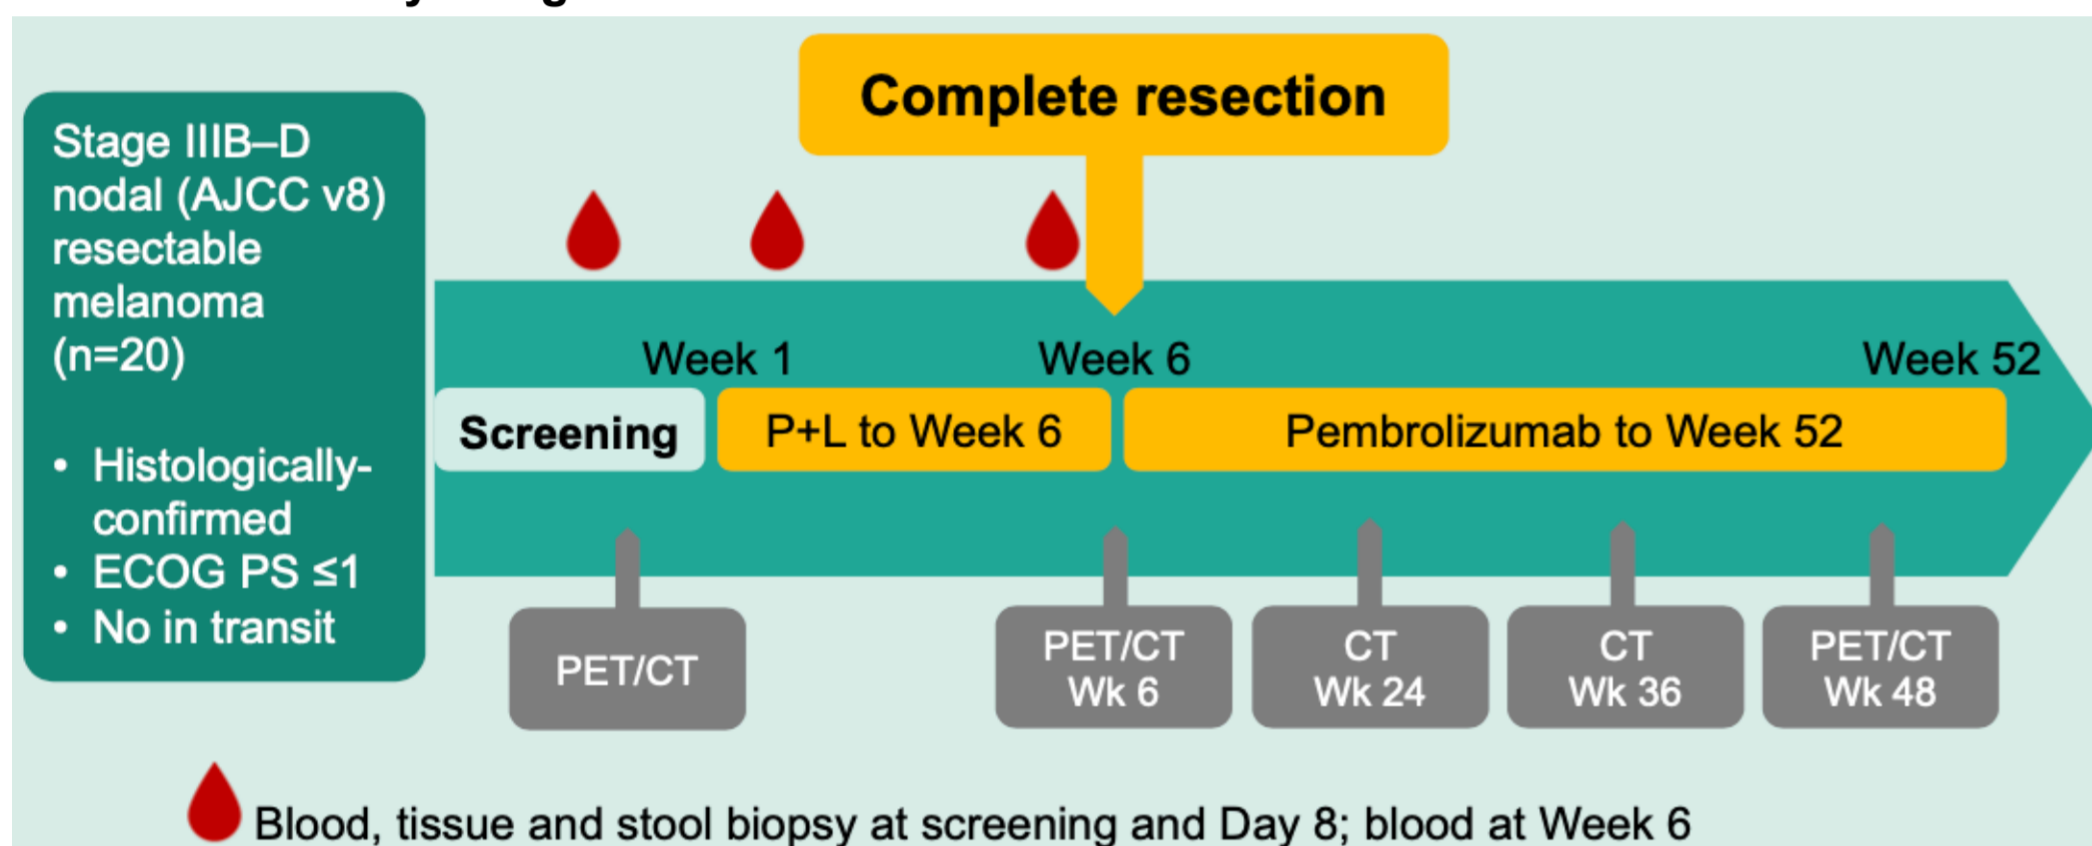 Complete resection
Stage IIIB–D
nodal (AJCC v8)
resectable
melanoma
(n=20)
• Histologically-
confirmed
• ECOG PS ≤1
• No in transit
Week 1
Week 6
Week 52
Screening
P+L to Week 6
Pembrolizumab to Week 52
PET/CT
PET/CT
Wk 6
CT
Wk 24
CT
Wk 36
PET/CT
Wk 48
Blood, tissue and stool biopsy at screening and Day 8; blood at Week 6